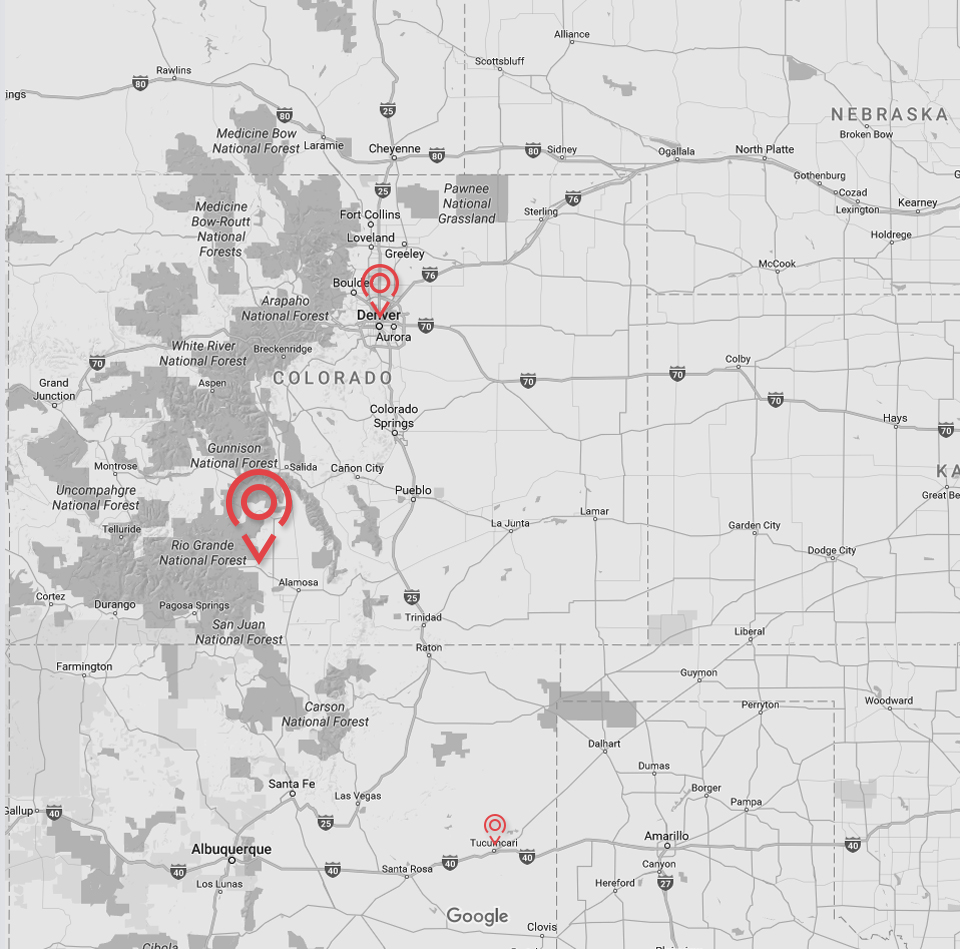 Alliance
Scottsbluff
Rawlins
80
ings
80
25
NEBRASKA
Broken Bow
Medicine Bow
National Forest
Laramie
Cheyenne
80
80
Sidney
Ogallala
North Platte
Gothenburg
Cozad
Lexington
Kearney
25
Pawnee
National
Grassland
76
Medicine
Bow-Routt
National
Forests
Fort Collins
Sterling
Loveland
Greeley
Holdrege
McCook
76
Boulde
Arapaho
National Forest
Denver
70
Aurora
White River
National Forest
Breckenridge
70
Colby
Grand
Junction
Aspen
COLORADO
70
70
70
Colorado
Springs
Hays
70
Gunnison
National Forest
Montrose
Salida
Cañon City
KA
Uncompahgre
National Forest
Pueblo
Great Be
La Junta
Lamar
Garden City
Telluride
Rio Grande
National Forest
Dodge City
Alamosa
Cortez
Durango
Pagosa Springs
25
Trinidad
San Juan
National Forest
Liberal
Raton
Farmington
Guymon
Carson
National Forest
Perryton
Woodward
Dalhart
Dumas
Santa Fe
Las Vegas
Borger
Pampa
Gallup
40
25
Tucumcari
Amarillo
40
Albuquerque
40
40
Santa Rosa
40
40
Canyon
Los Lunas
Hereford
27
Google
Clovis
Cibola